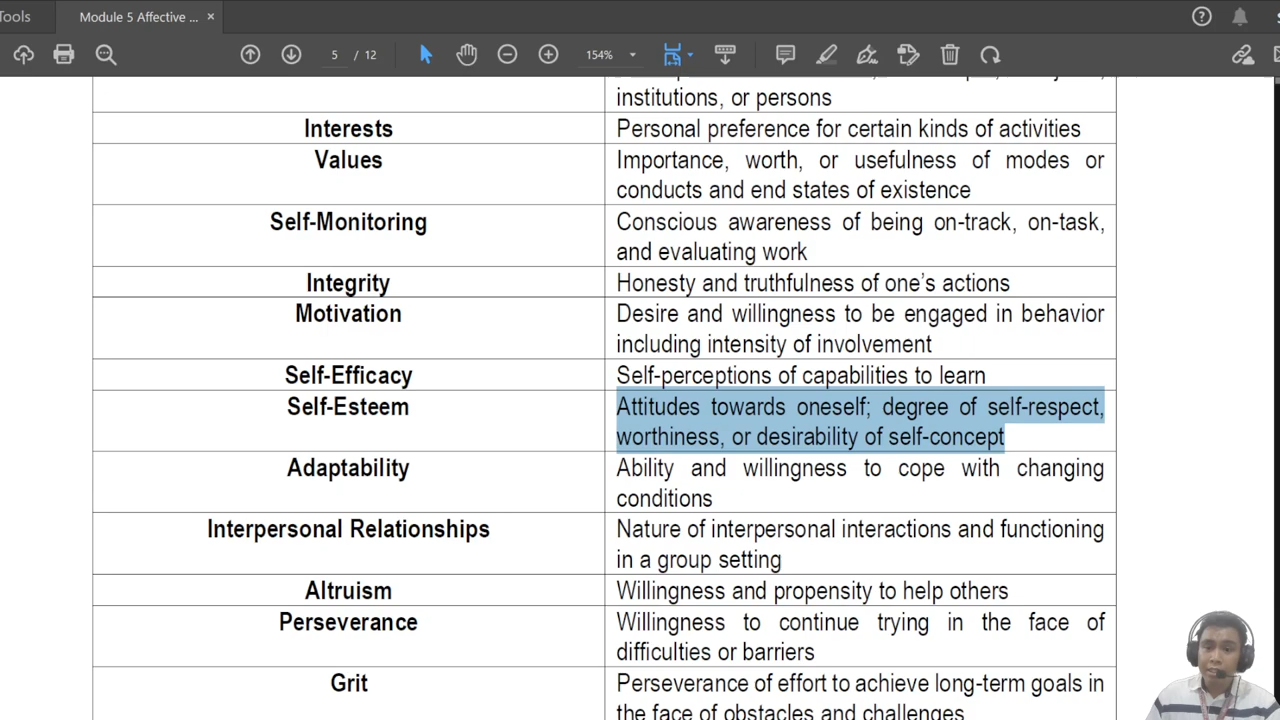 Tools
Module 5 Affective ... ×
5 / 12
154%
institutions, or persons
Interests
Personal preference for certain kinds of activities
Values
Importance, worth, or usefulness of modes or
conducts and end states of existence
Self-Monitoring
Conscious awareness of being on-track, on-task,
and evaluating work
Integrity
Honesty and truthfulness of one’s actions
Motivation
Desire and willingness to be engaged in behavior
including intensity of involvement
Self-Efficacy
Self-perceptions of capabilities to learn
Self-Esteem
Attitudes towards oneself; degree of self-respect,
worthiness, or desirability of self-concept
Adaptability
Ability and willingness to cope with changing
conditions
Interpersonal Relationships
Nature of interpersonal interactions and functioning
in a group setting
Altruism
Willingness and propensity to help others
Perseverance
Willingness to continue trying in the face of
difficulties or barriers
Grit
Perseverance of effort to achieve long-term goals in
the face of obstacles and challenges